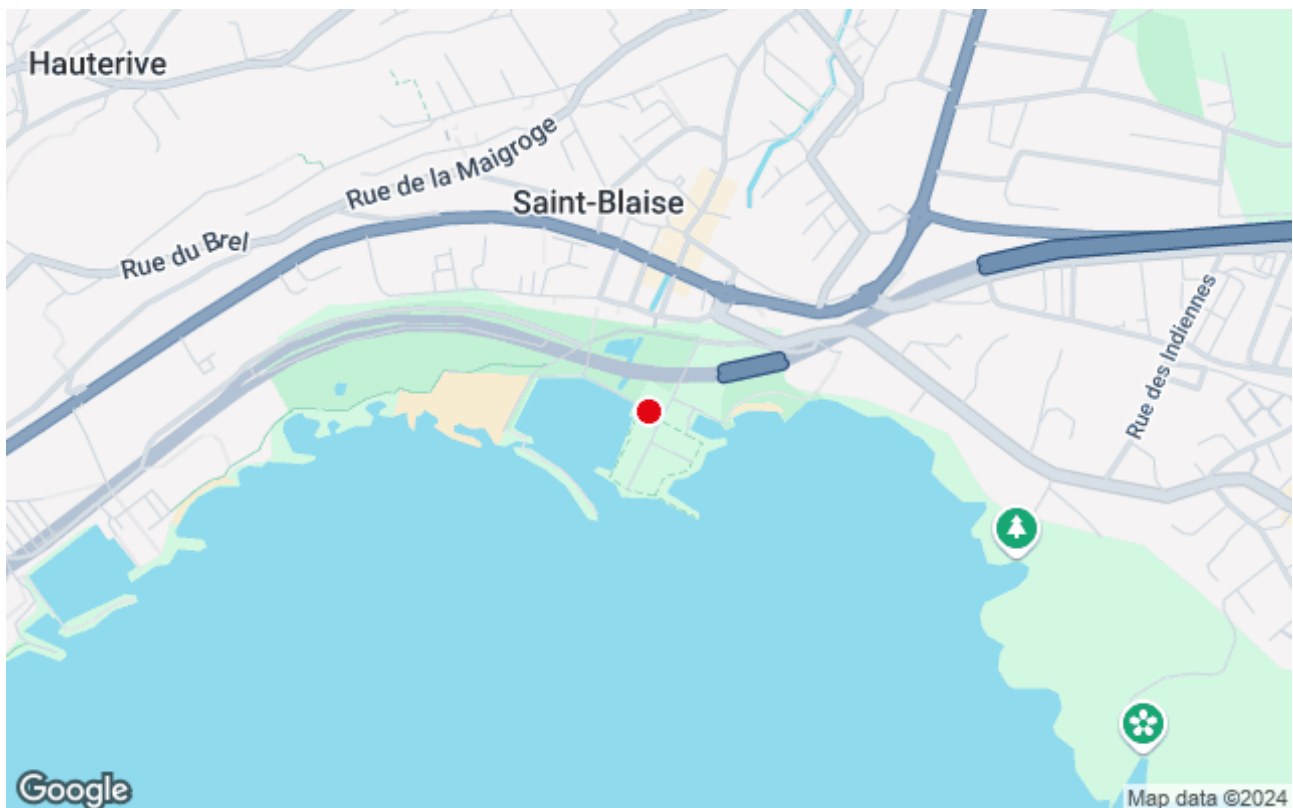 Hauterive
Rue de la Maigroge
Saint-Blaise
Rue du Brel
Rue des Indiennes
Google
Map data ©2024